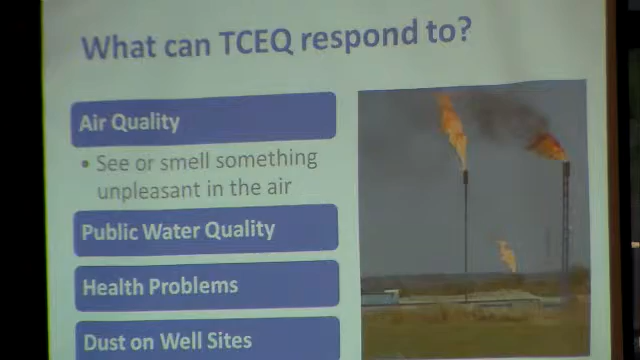 What can TCEQ respond to?
Air Quality
• See or smell something
unpleasant in the air
Public Water Quality
Health Problems
Dust on Well Sites